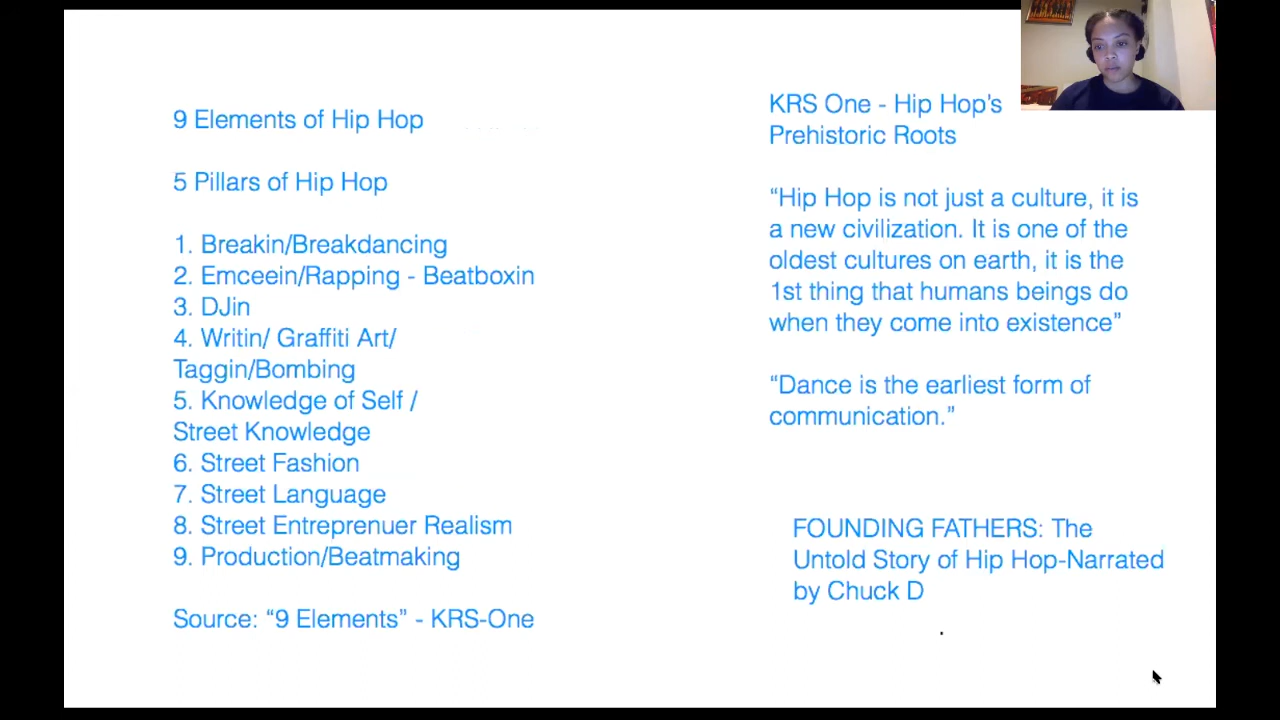 9 Elements of Hip Hop
5 Pillars of Hip Hop
1. Breakin/Breakdancing
2. Emceein/Rapping - Beatboxin
3. DJin
4. Writin/ Graffiti Art/
Taggin/Bombing
5. Knowledge of Self /
Street Knowledge
6. Street Fashion
7. Street Language
8. Street Entreprenuer Realism
9. Production/Beatmaking
Source: “9 Elements” - KRS-One
KRS One - Hip Hop’s
Prehistoric Roots
“Hip Hop is not just a culture, it is
a new civilization. It is one of the
oldest cultures on earth, it is the
1st thing that humans beings do
when they come into existence”
“Dance is the earliest form of
communication.”
FOUNDING FATHERS: The
Untold Story of Hip Hop-Narrated
by Chuck D
.